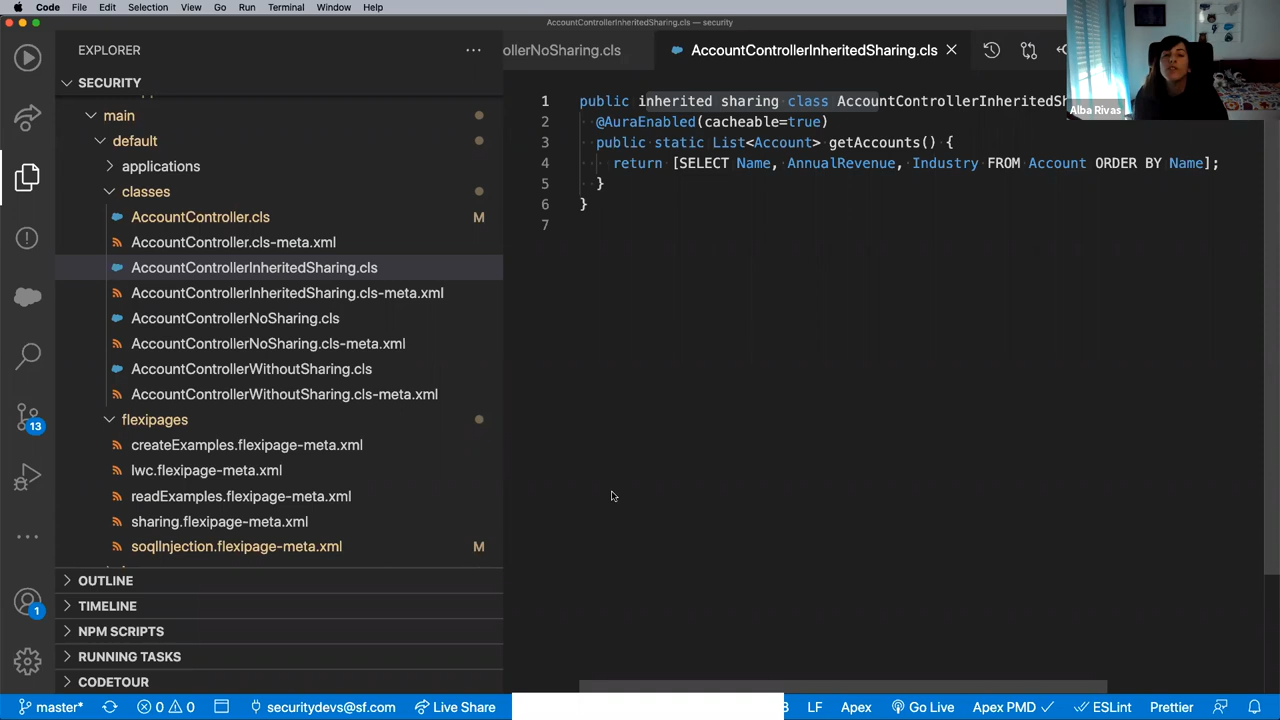 Code File Edit Selection View Go Run Terminal Window Help
AccountControllerInheritedSharing.cls — security
EXPLORER
ollerNoSharing.cls
AccountControllerInheritedSharing.cls
Alba Rivas
SECURITY
main
default
applications
classes
AccountController.cls M
AccountController.cls-meta.xml
AccountControllerInheritedSharing.cls
AccountControllerInheritedSharing.cls-meta.xml
AccountControllerNoSharing.cls
AccountControllerNoSharing.cls-meta.xml
AccountControllerWithoutSharing.cls
AccountControllerWithoutSharing.cls-meta.xml
flexipages
createExamples.flexipage-meta.xml
lwc.flexipage-meta.xml
readExamples.flexipage-meta.xml
sharing.flexipage-meta.xml
soqlInjection.flexipage-meta.xml M
OUTLINE
TIMELINE
NPM SCRIPTS
RUNNING TASKS
CODETOUR
13
1
1 public inherited sharing class AccountControllerInheritedSh
2 @AuraEnabled(cacheable=true)
3 public static List<Account> getAccounts() {
4 return [SELECT Name, AnnualRevenue, Industry FROM Account ORDER BY Name];
5 }
6 }
7
master* 0 0 securitydevs@sf.com Live Share LF Apex Go Live Apex PMD ESLint Prettier